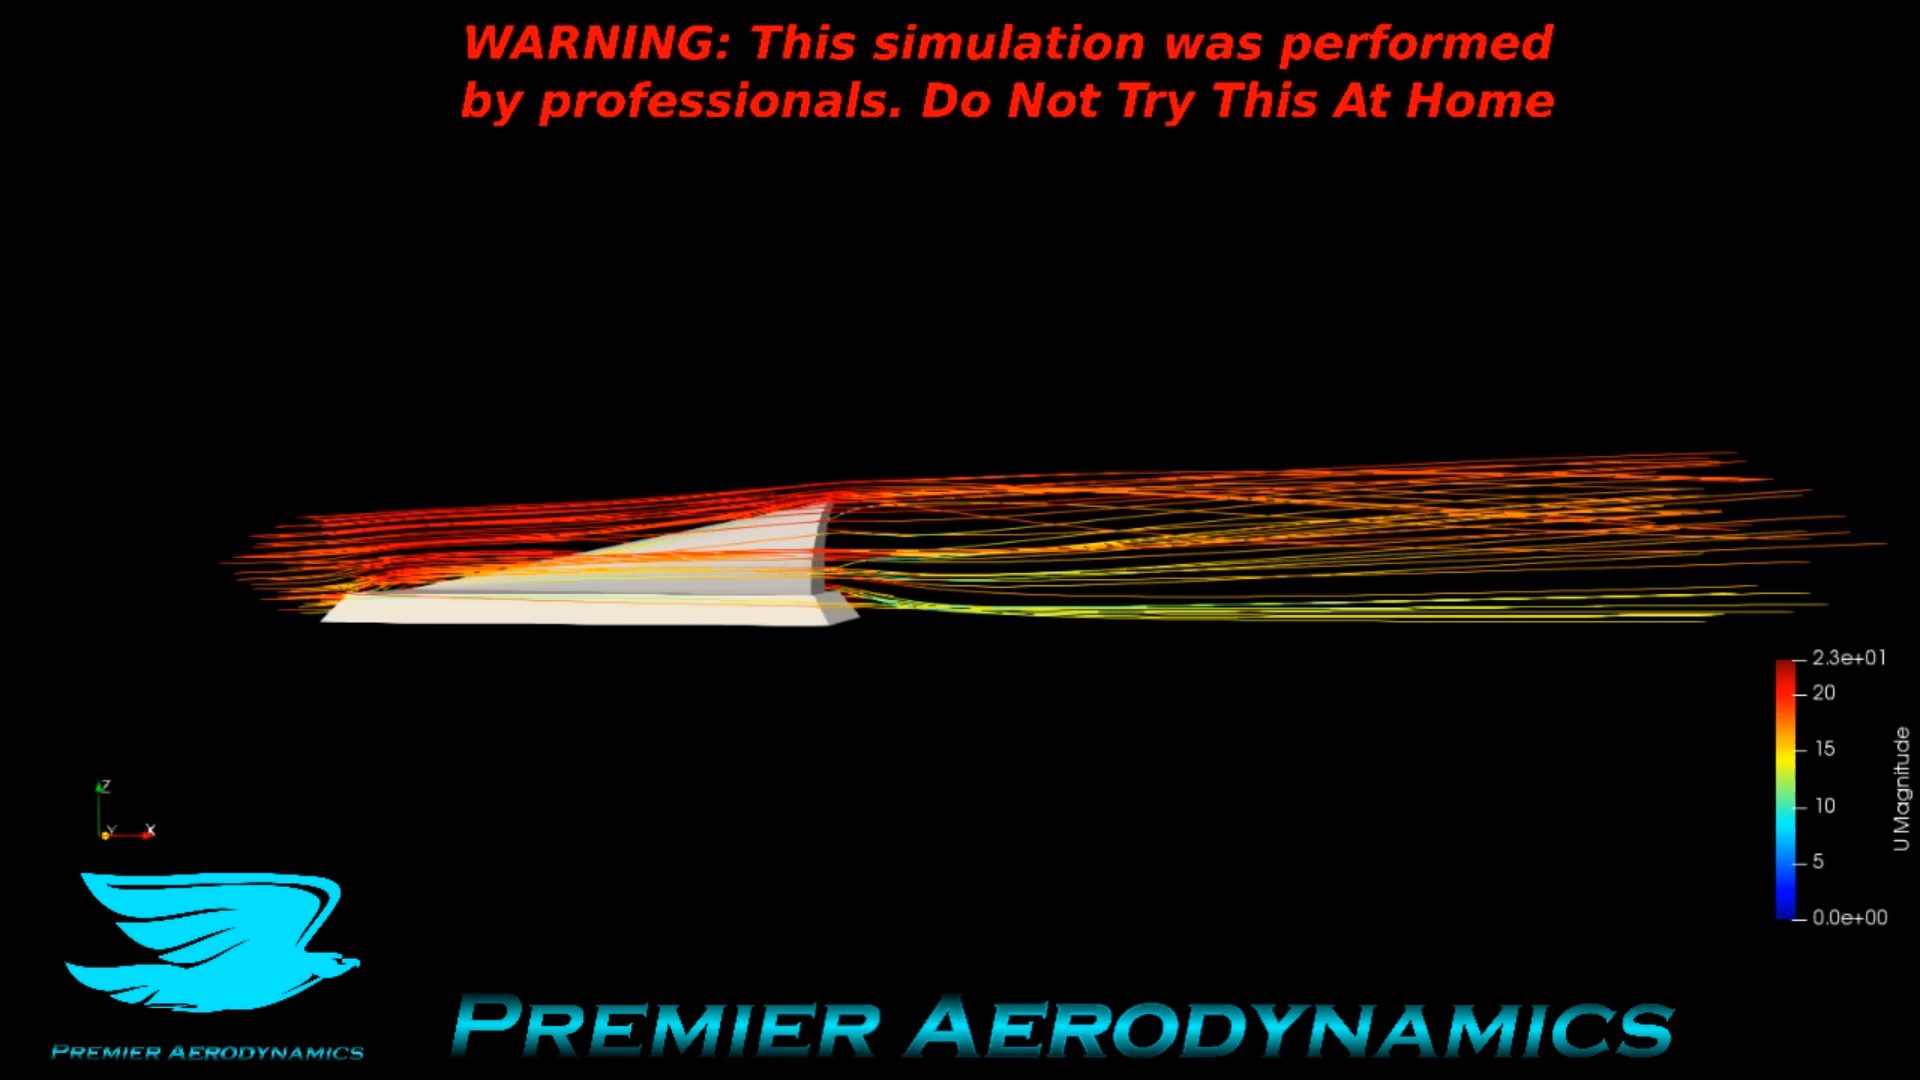 WARNING: This simulation was performed
by professionals. Do Not Try This At Home
2.3e+01
20
15
10
5
0.0e+00
U Magnitude
Z
Y
X
PREMIER AERODYNAMICS
PREMIER AERODYNAMICS